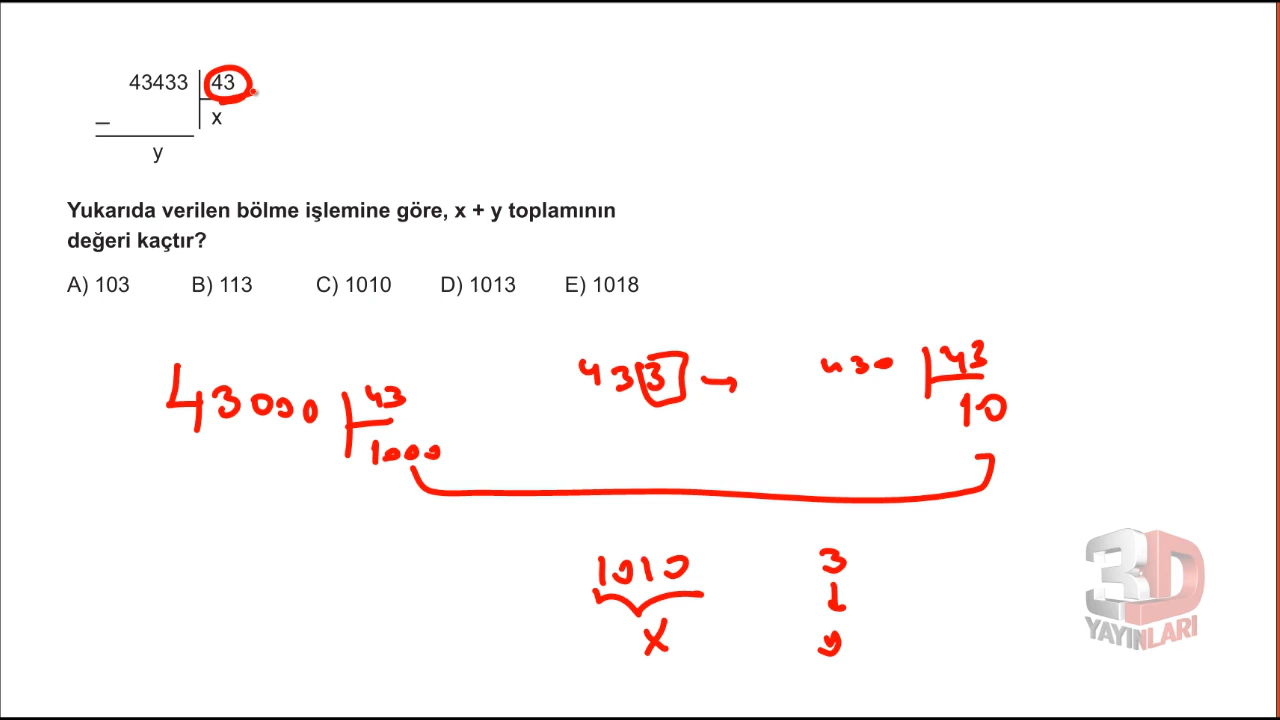 43433 43
x
y
Yukarıda verilen bölme işlemine göre, x + y toplamının
değeri kaçtır?
A) 103 B) 113 C) 1010 D) 1013 E) 1018
43000 43
1000
433 → 430 43
10
1010 3
x ↓
y
3D
YAYINLARI